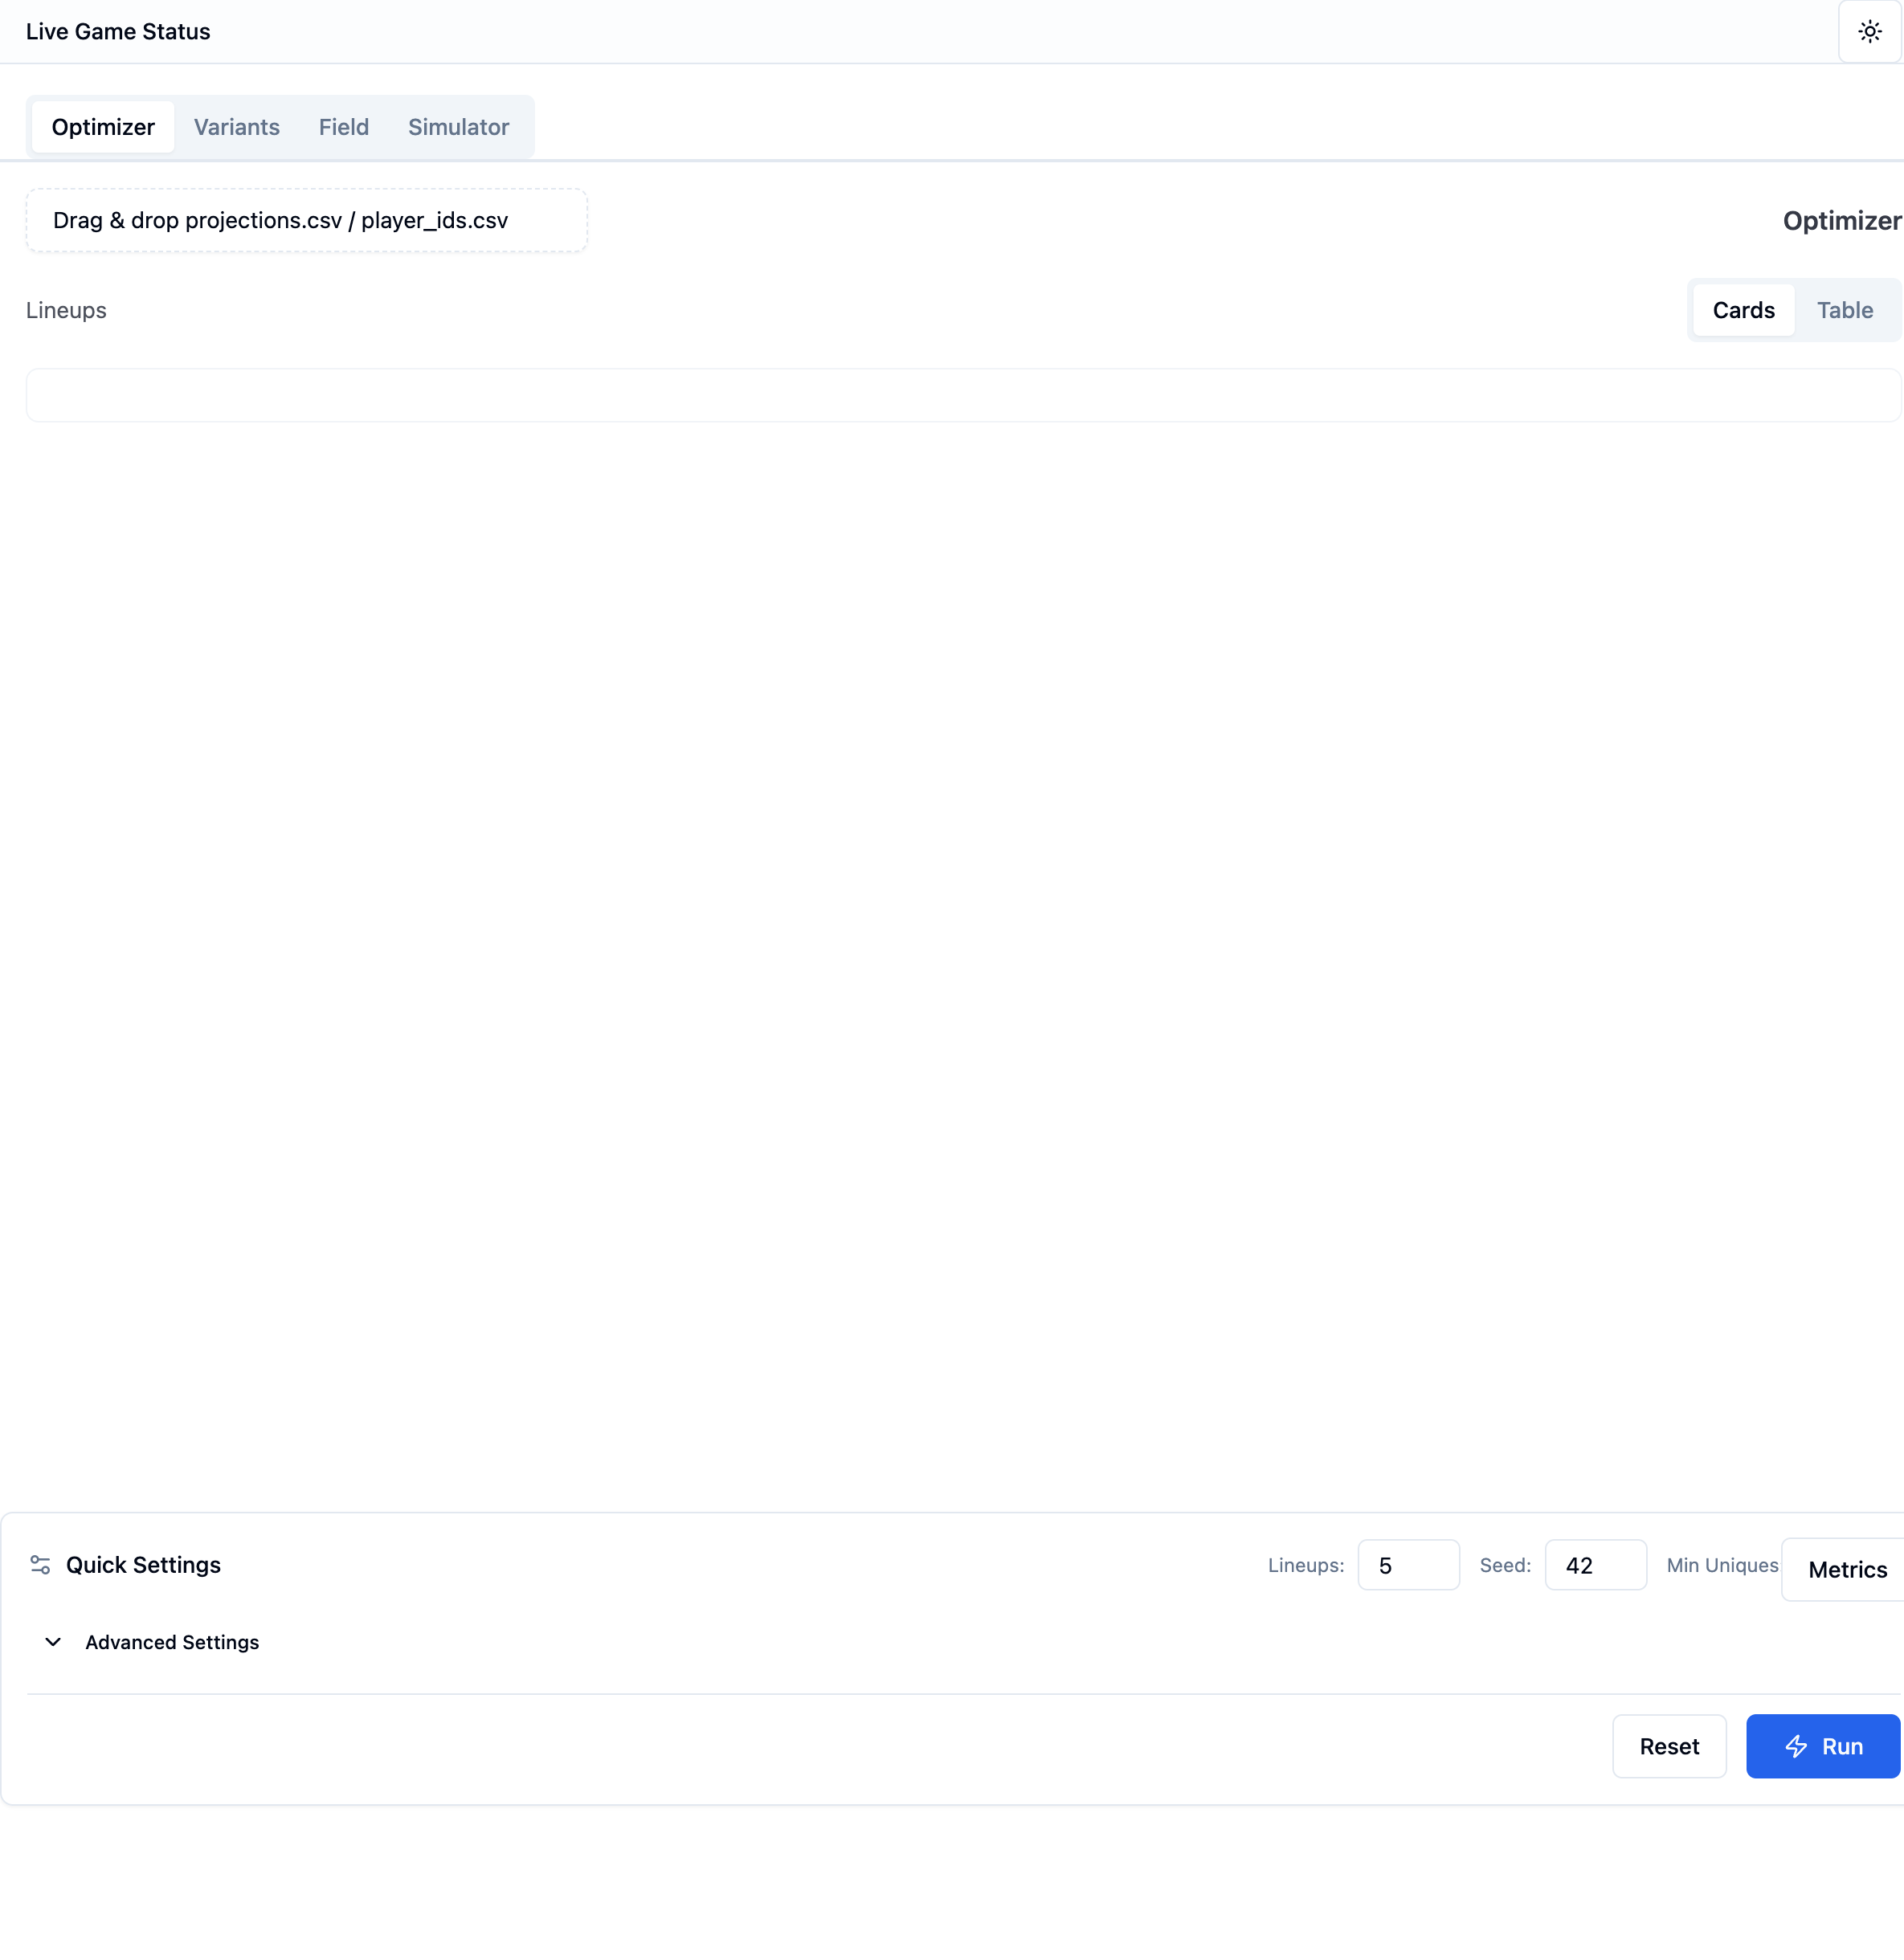 Live Game Status
Optimizer Variants Field Simulator
Drag & drop projections.csv / player_ids.csv
Optimizer
Lineups
Cards Table
Quick Settings
Lineups: 5 Seed: 42 Min Uniques
Metrics
Advanced Settings
Reset Run